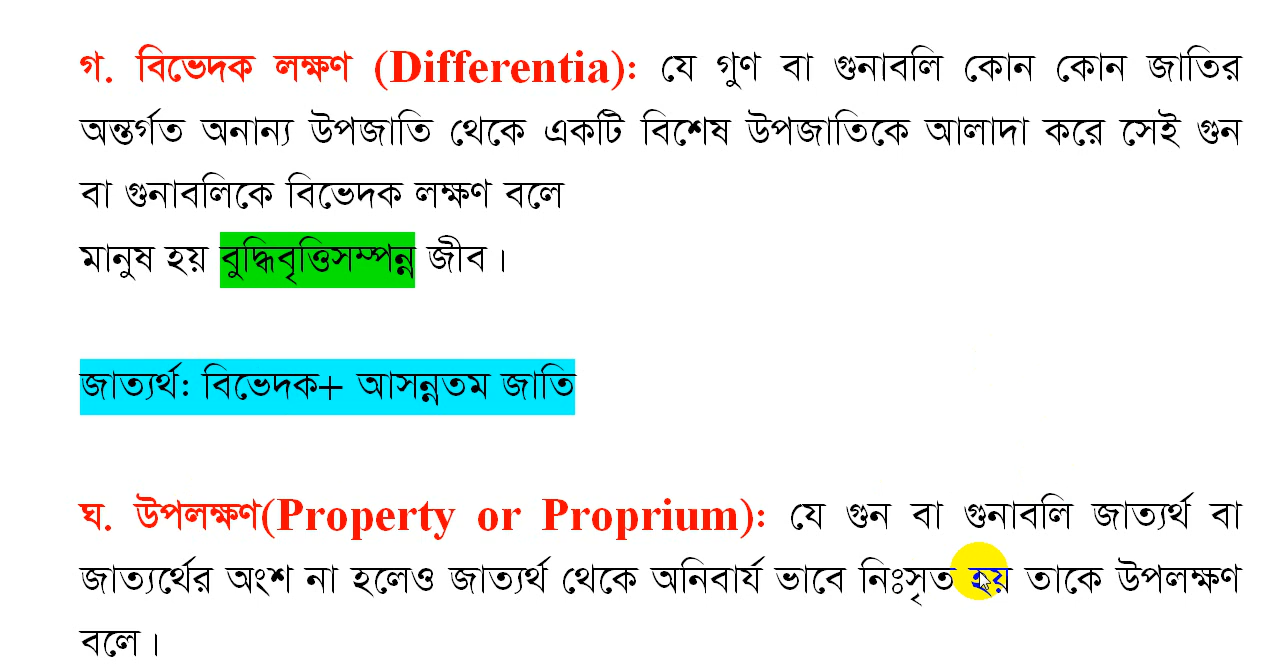 গ. বিভেদক লক্ষণ (Differentia): যে গুণ বা গুনাবলি কোন কোন জাতির
অন্তর্গত অনান্য উপজাতি থেকে একটি বিশেষ উপজাতিকে আলাদা করে সেই গুন
বা গুনাবলিকে বিভেদক লক্ষণ বলে
মানুষ হয় বুদ্ধিবৃত্তিসম্পন্ন জীব।
জাত্যর্থ: বিভেদক+ আসন্নতম জাতি
ঘ. উপলক্ষণ(Property or Proprium): যে গুন বা গুনাবলি জাত্যর্থ বা
জাত্যর্থের অংশ না হলেও জাত্যর্থ থেকে অনিবার্য ভাবে নিঃসৃত হয় তাকে উপলক্ষণ
বলে।